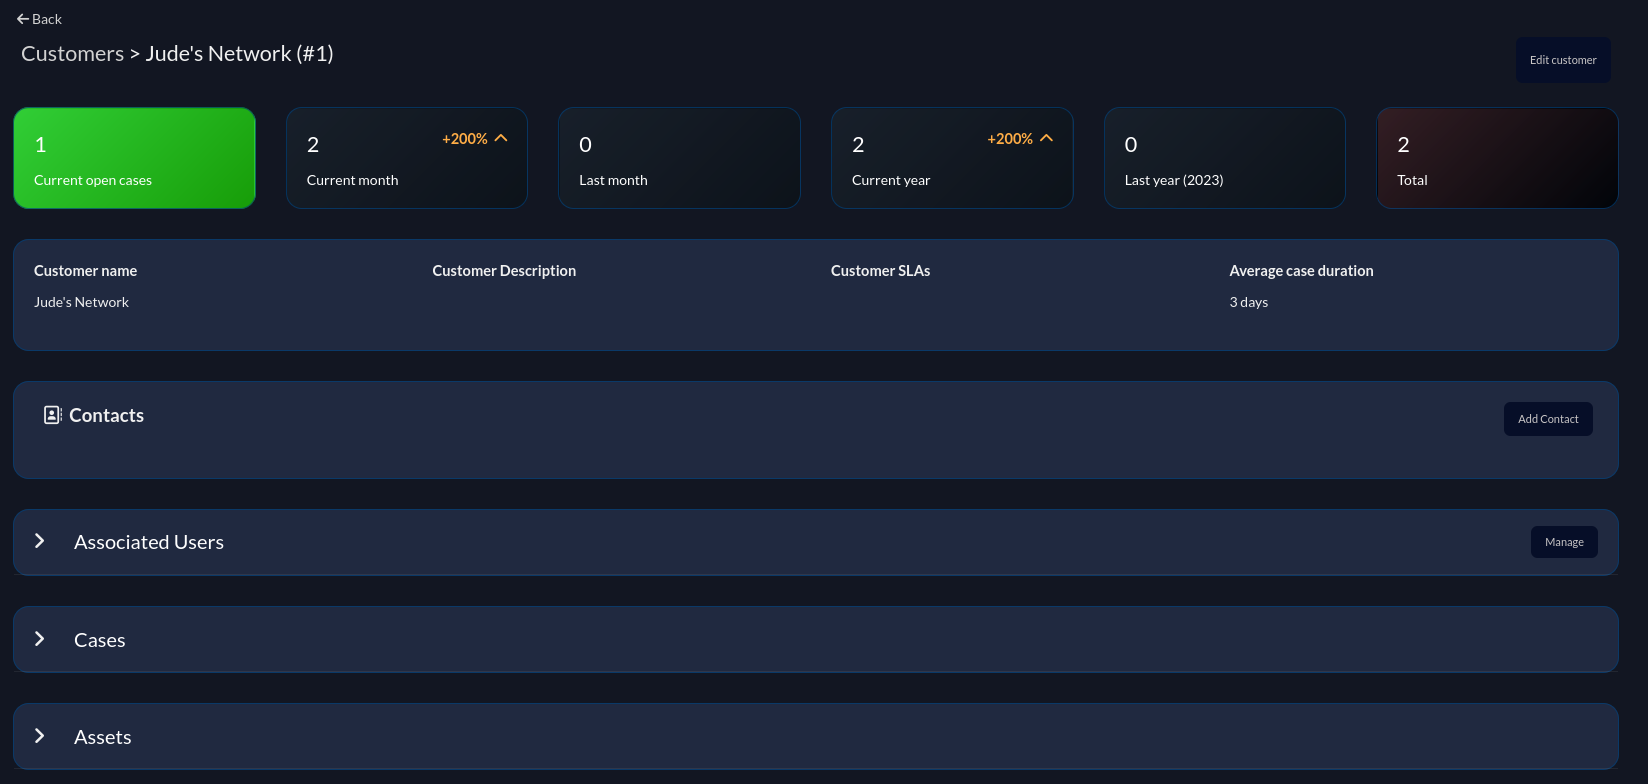 Back
Customers > Jude's Network (#1)
Edit customer
1
Current open cases
2
+200%
Current month
0
Last month
2
+200%
Current year
0
Last year (2023)
2
Total
Customer name
Jude's Network
Customer Description
Customer SLAs
Average case duration
3 days
Contacts
Add Contact
Associated Users
Manage
Cases
Assets